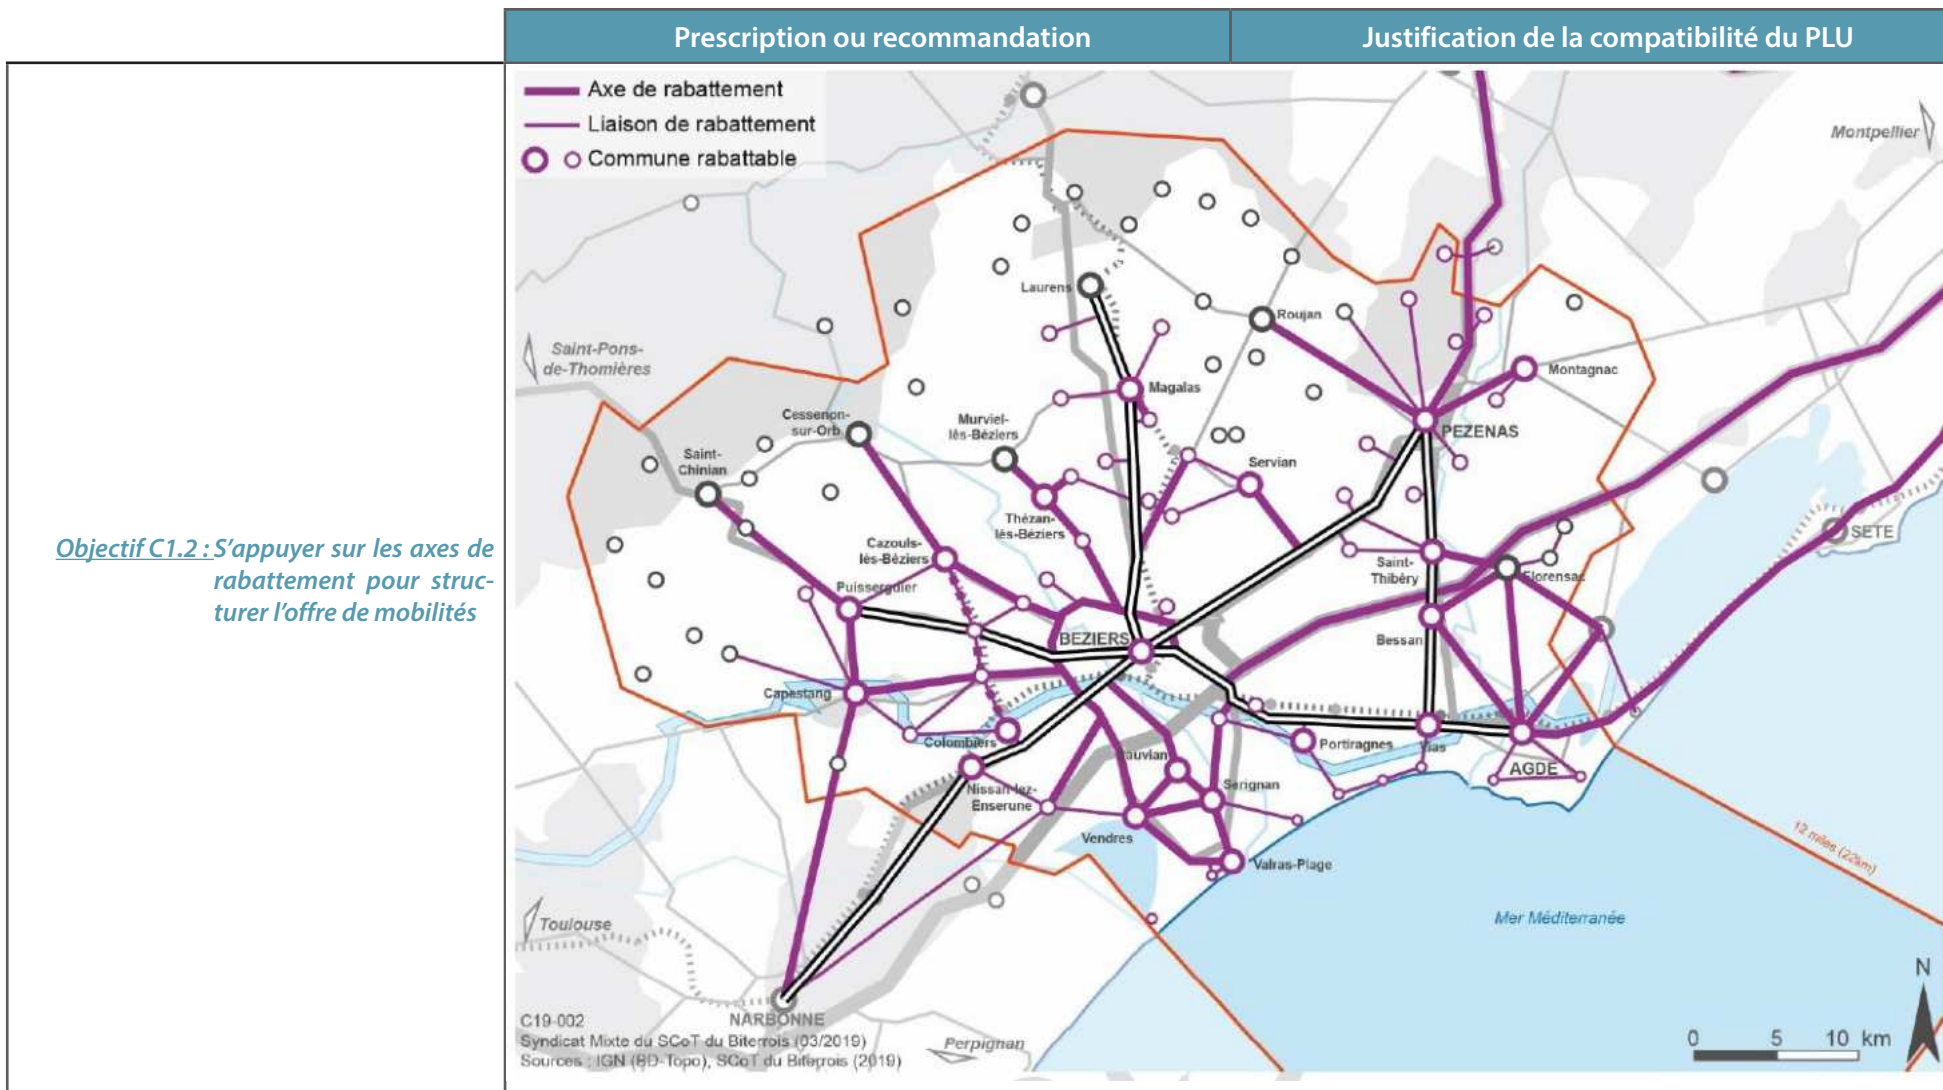 Prescription ou recommandation
Justification de la compatibilité du PLU
Objectif C1.2 : S'appuyer sur les axes de
rabattement pour struc-
turer l'offre de mobilités
Axe de rabattement
Liaison de rabattement
Commune rabattable
Montpellier
Saint-Pons-
de-Thomières
Laurens
Roujan
Montagnac
Magalas
Cessenon-
sur-Orb
Murviel-
lès-Béziers
PEZENAS
Saint-
Chinian
Servian
Thézan-
lès-Béziers
SETE
Cazouls-
lès-Béziers
Saint-
Thibéry
Florensac
Puisserguier
BEZIERS
Bessan
Capestang
Colombiers
Sauvian
Portiragnes
Vias
AGDE
Nissan-lez-
Enserune
Serignan
Vendres
Valras-Plage
12 miles (22km)
Toulouse
Mer Méditerranée
NARBONNE
Perpignan
C19-002
Syndicat Mixte du SCoT du Biterrois (03/2019)
Sources : IGN (BD-Topo), SCoT du Biterrois (2019)
N
0 5 10 km